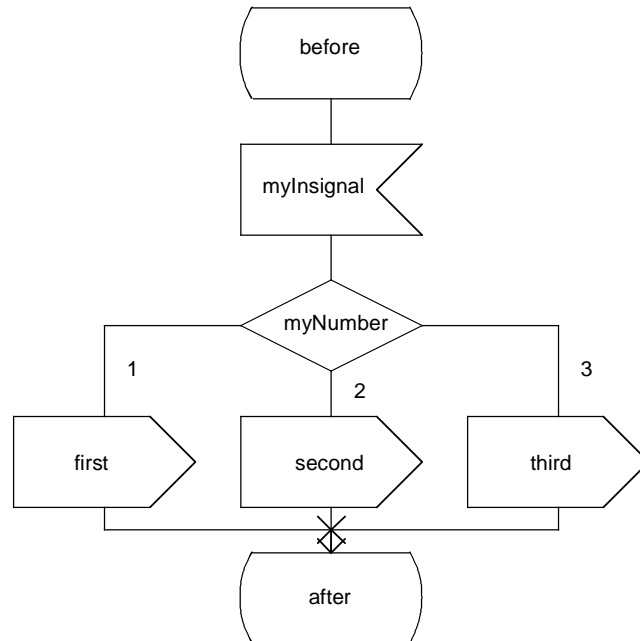 before
myInsignal
myNumber
1
2
3
first
second
third
after